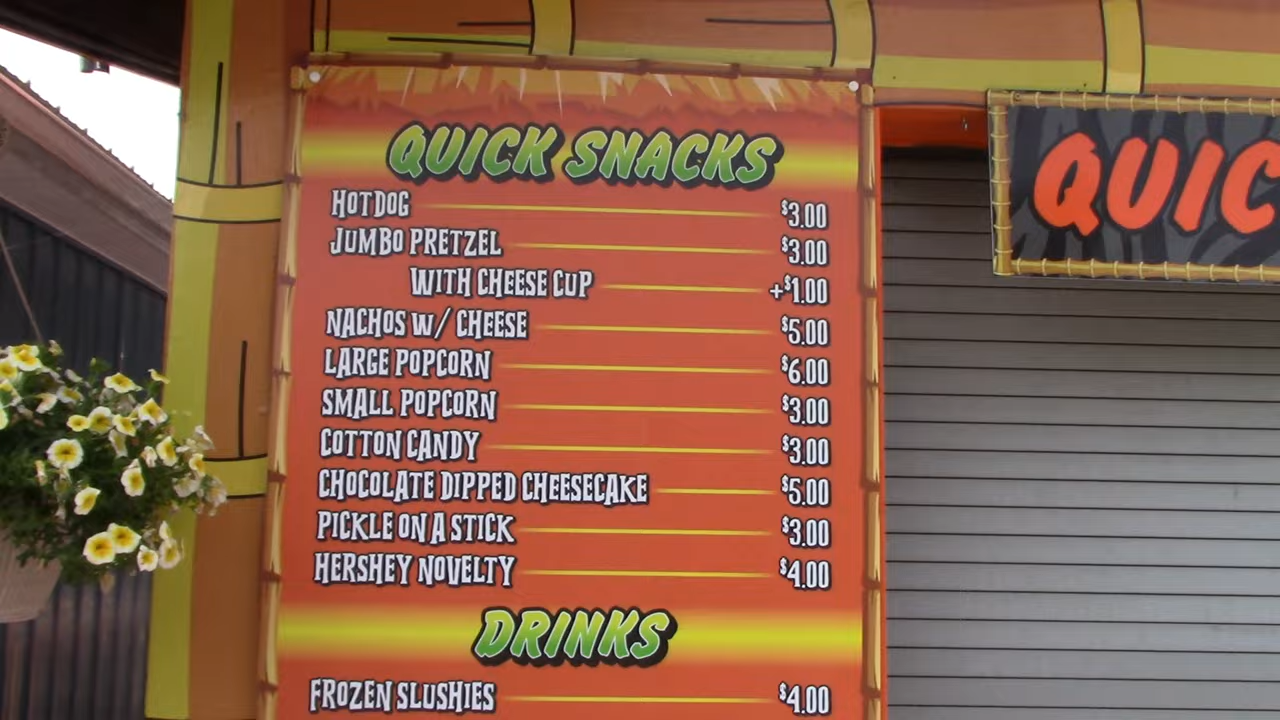 QUICK SNACKS
HOT DOG $3.00
JUMBO PRETZEL $3.00
WITH CHEESE CUP +$1.00
NACHOS W/ CHEESE $5.00
LARGE POPCORN $6.00
SMALL POPCORN $3.00
COTTON CANDY $3.00
CHOCOLATE DIPPED CHEESECAKE $5.00
PICKLE ON A STICK $3.00
HERSHEY NOVELTY $4.00
DRINKS
FROZEN SLUSHIES $4.00
QUIC